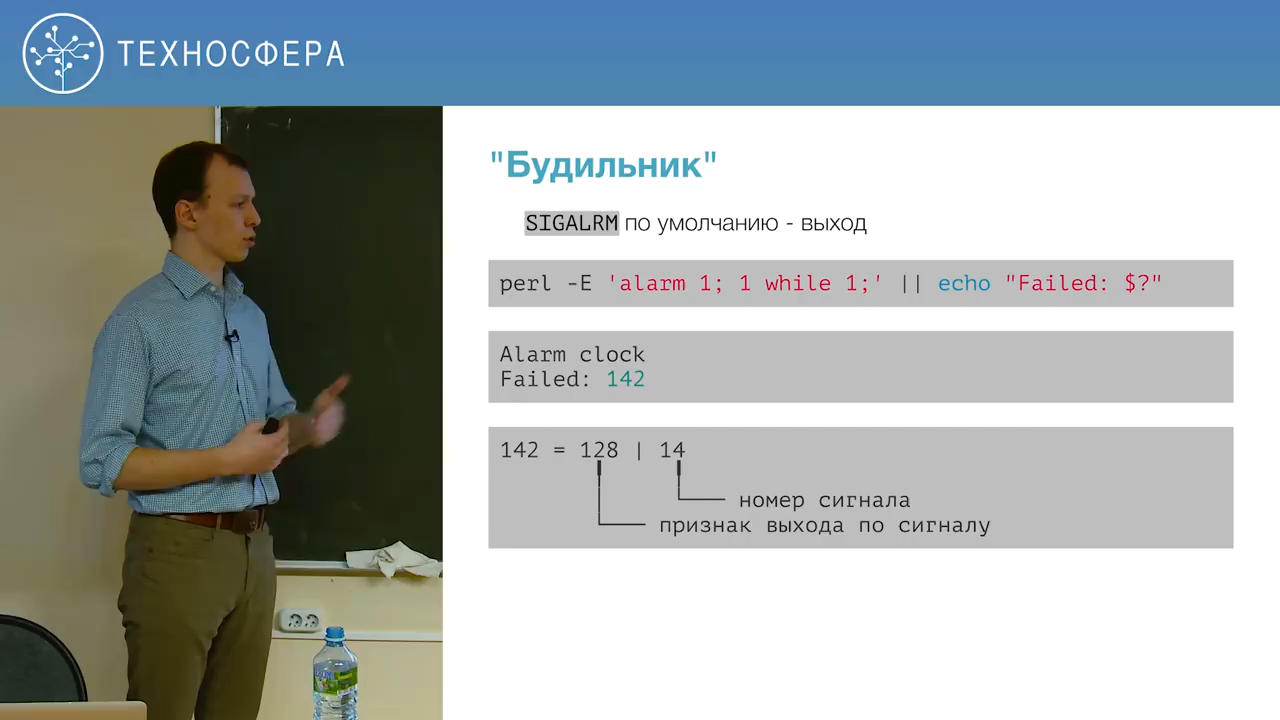 ТЕХНОСФЕРА
"Будильник"
SIGALRM по умолчанию - выход
perl -E 'alarm 1; 1 while 1;' || echo "Failed: $?"
Alarm clock
Failed: 142
142 = 128 | 14
номер сигнала
признак выхода по сигналу